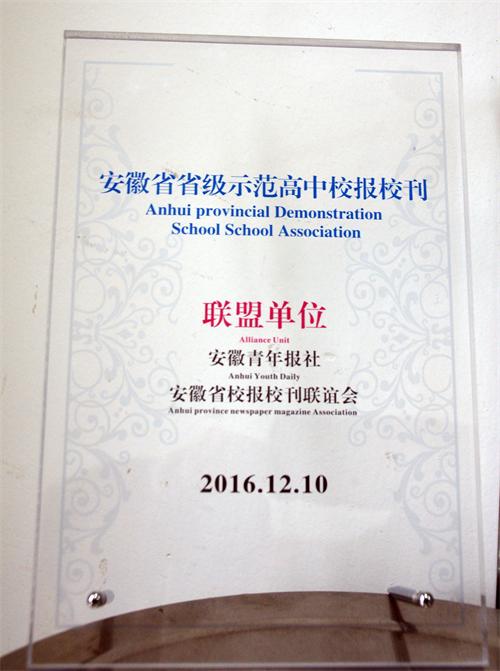 安徽省省级示范高中校报校刊
Anhui provincial Demonstration
School School Association
联盟单位
Alliance Unit
安徽青年报社
Anhui Youth Daily
安徽省校报校刊联谊会
Anhui province newspaper magazine Association
2016.12.10